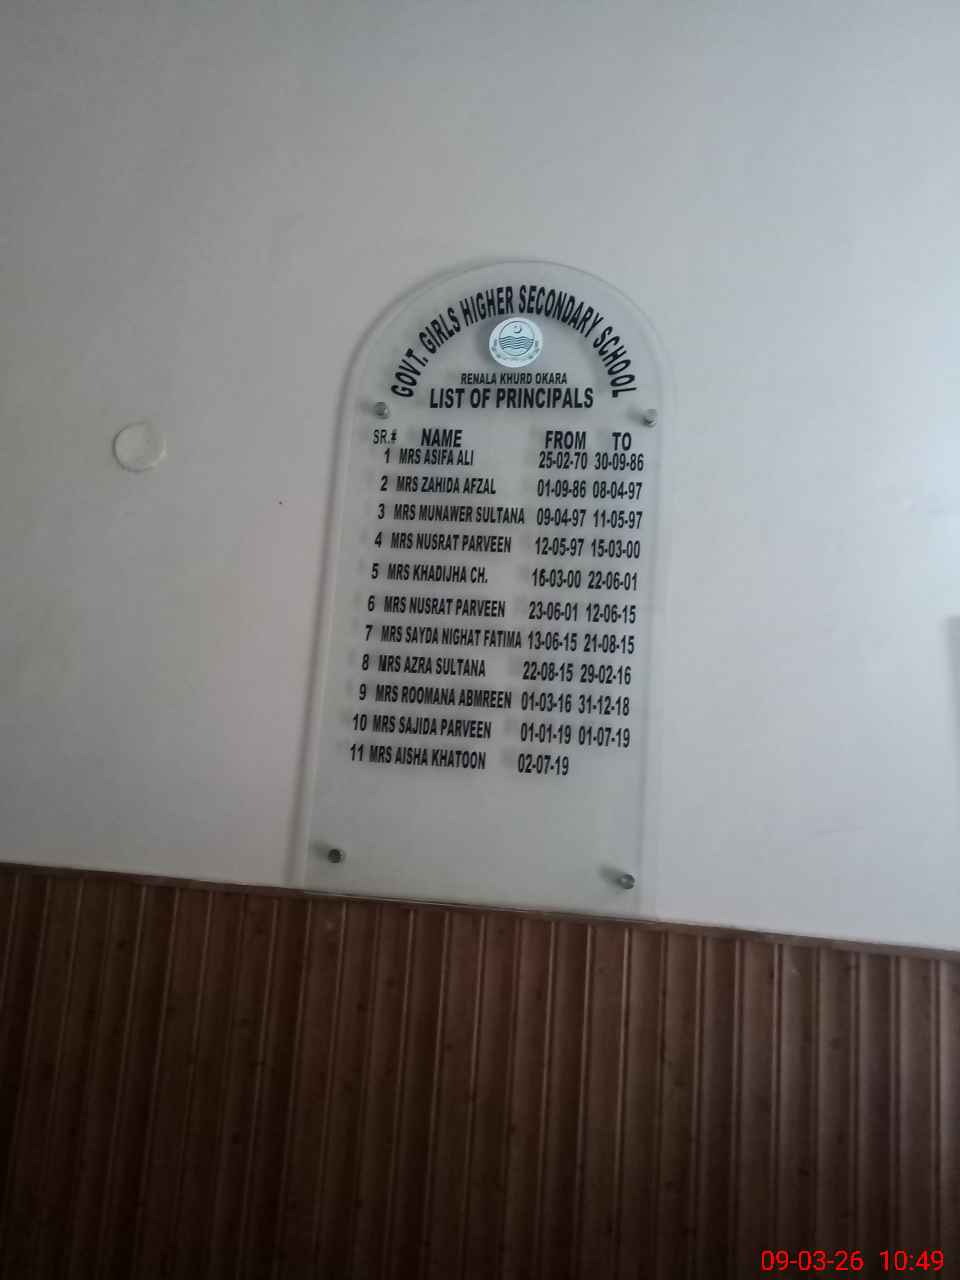 GOVT. GIRLS HIGHER SECONDARY SCHOOL
RENALA KHURD OKARA
LIST OF PRINCIPALS
SR.# NAME FROM TO
1 MRS ASIFA ALI 25-02-70 30-09-86
2 MRS ZAHIDA AFZAL 01-09-86 08-04-97
3 MRS MUNAWER SULTANA 09-04-97 11-05-97
4 MRS NUSRAT PARVEEN 12-05-97 15-03-00
5 MRS KHADIJHA CH. 16-03-00 22-06-01
6 MRS NUSRAT PARVEEN 23-06-01 12-06-15
7 MRS SAYDA NIGHAT FATIMA 13-06-15 21-08-15
8 MRS AZRA SULTANA 22-08-15 29-02-16
9 MRS ROOMANA ABMREEN 01-03-16 31-12-18
10 MRS SAJIDA PARVEEN 01-01-19 01-07-19
11 MRS AISHA KHATOON 02-07-19
09-03-26 10:49